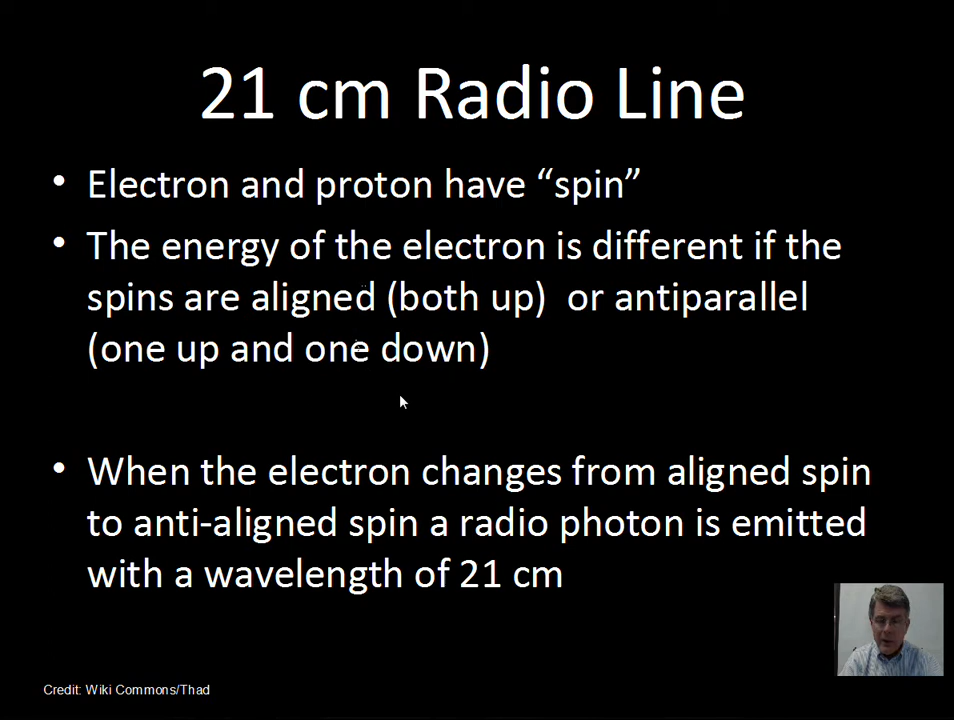 21 cm Radio Line
• Electron and proton have “spin”
• The energy of the electron is different if the
spins are aligned (both up)  or antiparallel
(one up and one down)
• When the electron changes from aligned spin
to anti-aligned spin a radio photon is emitted
with a wavelength of 21 cm
Credit: Wiki Commons/Thad